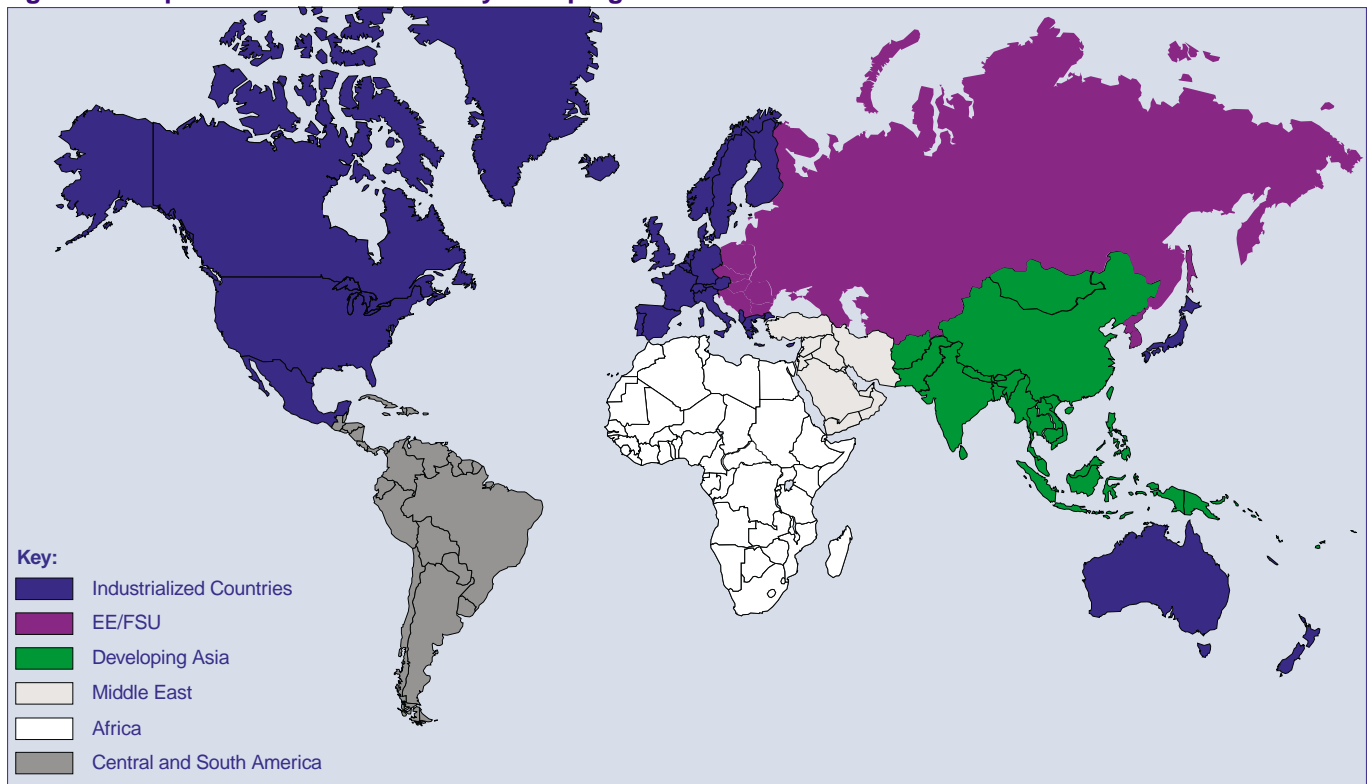 Key:
Industrialized Countries
EE/FSU
Developing Asia
Middle East
Africa
Central and South America